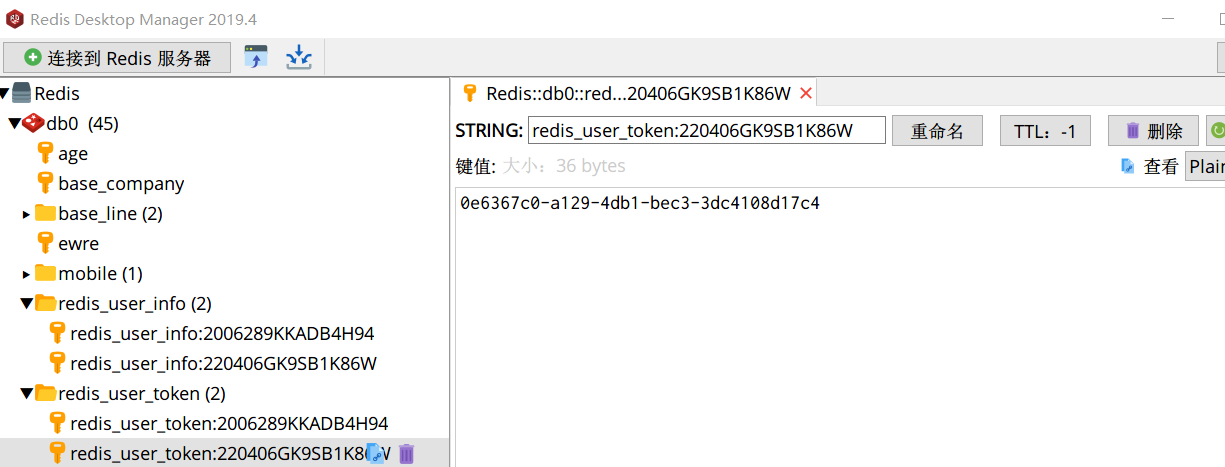 Redis Desktop Manager 2019.4
连接到 Redis 服务器
Redis
db0 (45)
age
base_company
base_line (2)
ewre
mobile (1)
redis_user_info (2)
redis_user_info:2006289KKADB4H94
redis_user_info:220406GK9SB1K86W
redis_user_token (2)
redis_user_token:2006289KKADB4H94
redis_user_token:220406GK9SB1K86W
Redis::db0::red...20406GK9SB1K86W
STRING: redis_user_token:220406GK9SB1K86W 重命名 TTL：-1 删除
键值: 大小：36 bytes 查看 Plain
0e6367c0-a129-4db1-bec3-3dc4108d17c4